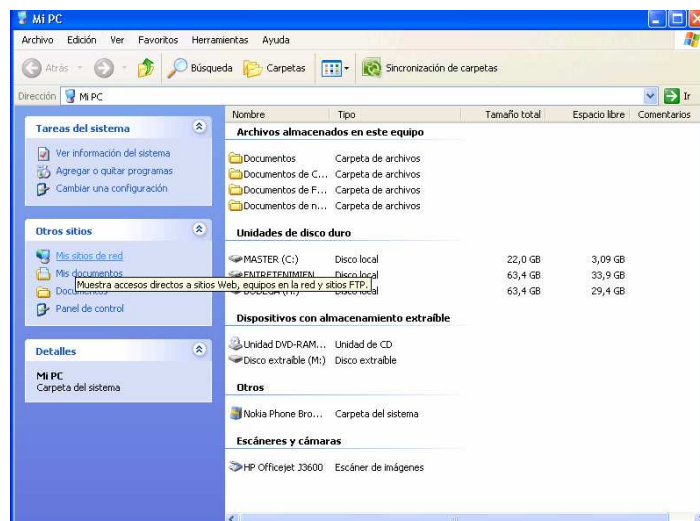 Mi PC
Archivo Edición Ver Favoritos Herramientas Ayuda
Atrás Búsqueda Carpetas Sincronización de carpetas
Dirección Mi PC Ir
Tareas del sistema
Ver información del sistema
Agregar o quitar programas
Cambiar una configuración
Otros sitios
Mis sitios de red
Mis documentos
Muestra accesos directos a sitios Web, equipos en la red y sitios FTP.
Panel de control
Detalles
Mi PC
Carpeta del sistema
Nombre Tipo Tamaño total Espacio libre Comentarios
Archivos almacenados en este equipo
Documentos Carpeta de archivos
Documentos de C... Carpeta de archivos
Documentos de F... Carpeta de archivos
Documentos de n... Carpeta de archivos
Unidades de disco duro
MASTER (C:) Disco local 22,0 GB 3,09 GB
ENTRETENIMIEN... Disco local 63,4 GB 33,9 GB
Disco local 63,4 GB 29,4 GB
Dispositivos con almacenamiento extraíble
Unidad DVD-RAM... Unidad de CD
Disco extraíble (M:) Disco extraíble
Otros
Nokia Phone Bro... Carpeta del sistema
Escáneres y cámaras
HP Officejet J3600 Escáner de imágenes